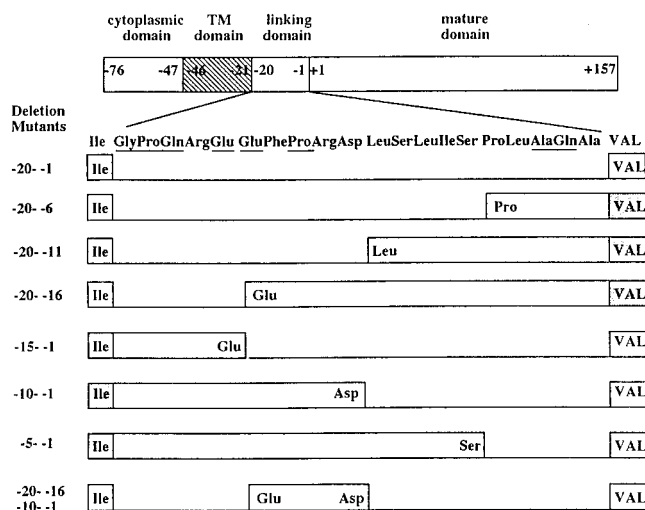 cytoplasmic domain TM domain linking domain mature domain
-76 -47 -46 -21 -20 -1 +1 +157
Deletion Mutants
Ile GlyProGlnArgGlu GluPheProArgAsp LeuSerLeuIleSer ProLeuAlaGlnAla VAL
-20- -1 Ile VAL
-20- -6 Ile Pro VAL
-20- -11 Ile Leu VAL
-20- -16 Ile Glu VAL
-15- -1 Ile Glu VAL
-10- -1 Ile Asp VAL
-5- -1 Ile Ser VAL
-20- -16
-10- -1 Ile Glu Asp VAL